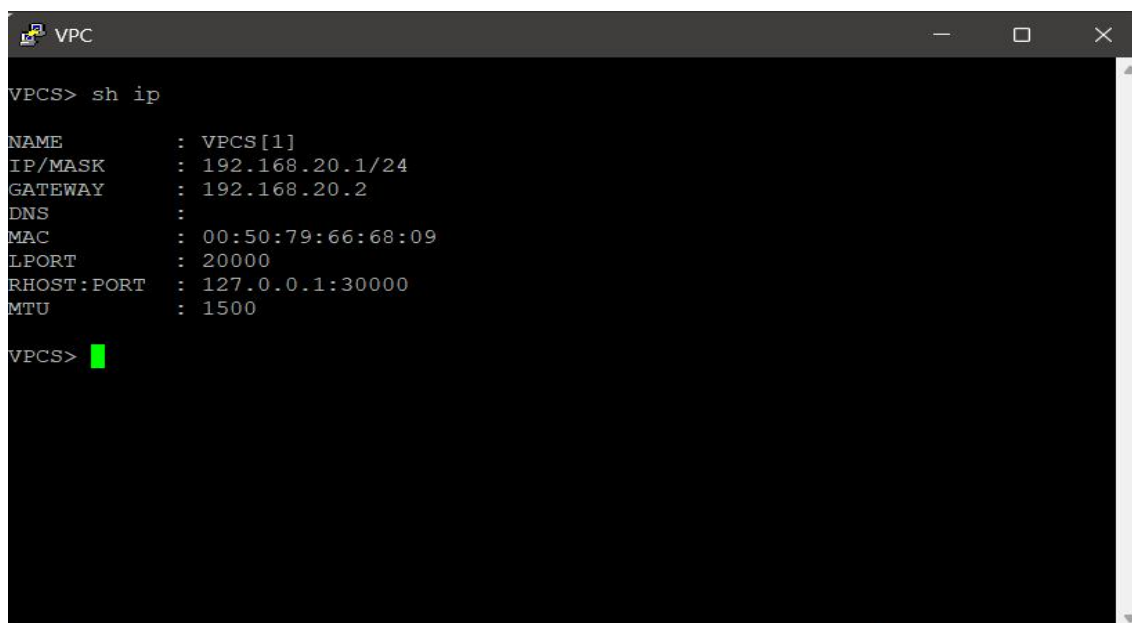 VPC
VPCS> sh ip
NAME : VPCS[1]
IP/MASK : 192.168.20.1/24
GATEWAY : 192.168.20.2
DNS :
MAC : 00:50:79:66:68:09
LPORT : 20000
RHOST:PORT : 127.0.0.1:30000
MTU : 1500
VPCS>